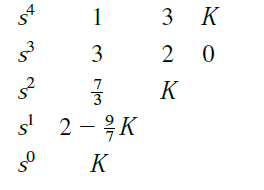 s⁴ 1 3 K
s³ 3 2 0
s² 7/3 K
s¹ 2 − 9/7 K
s⁰ K